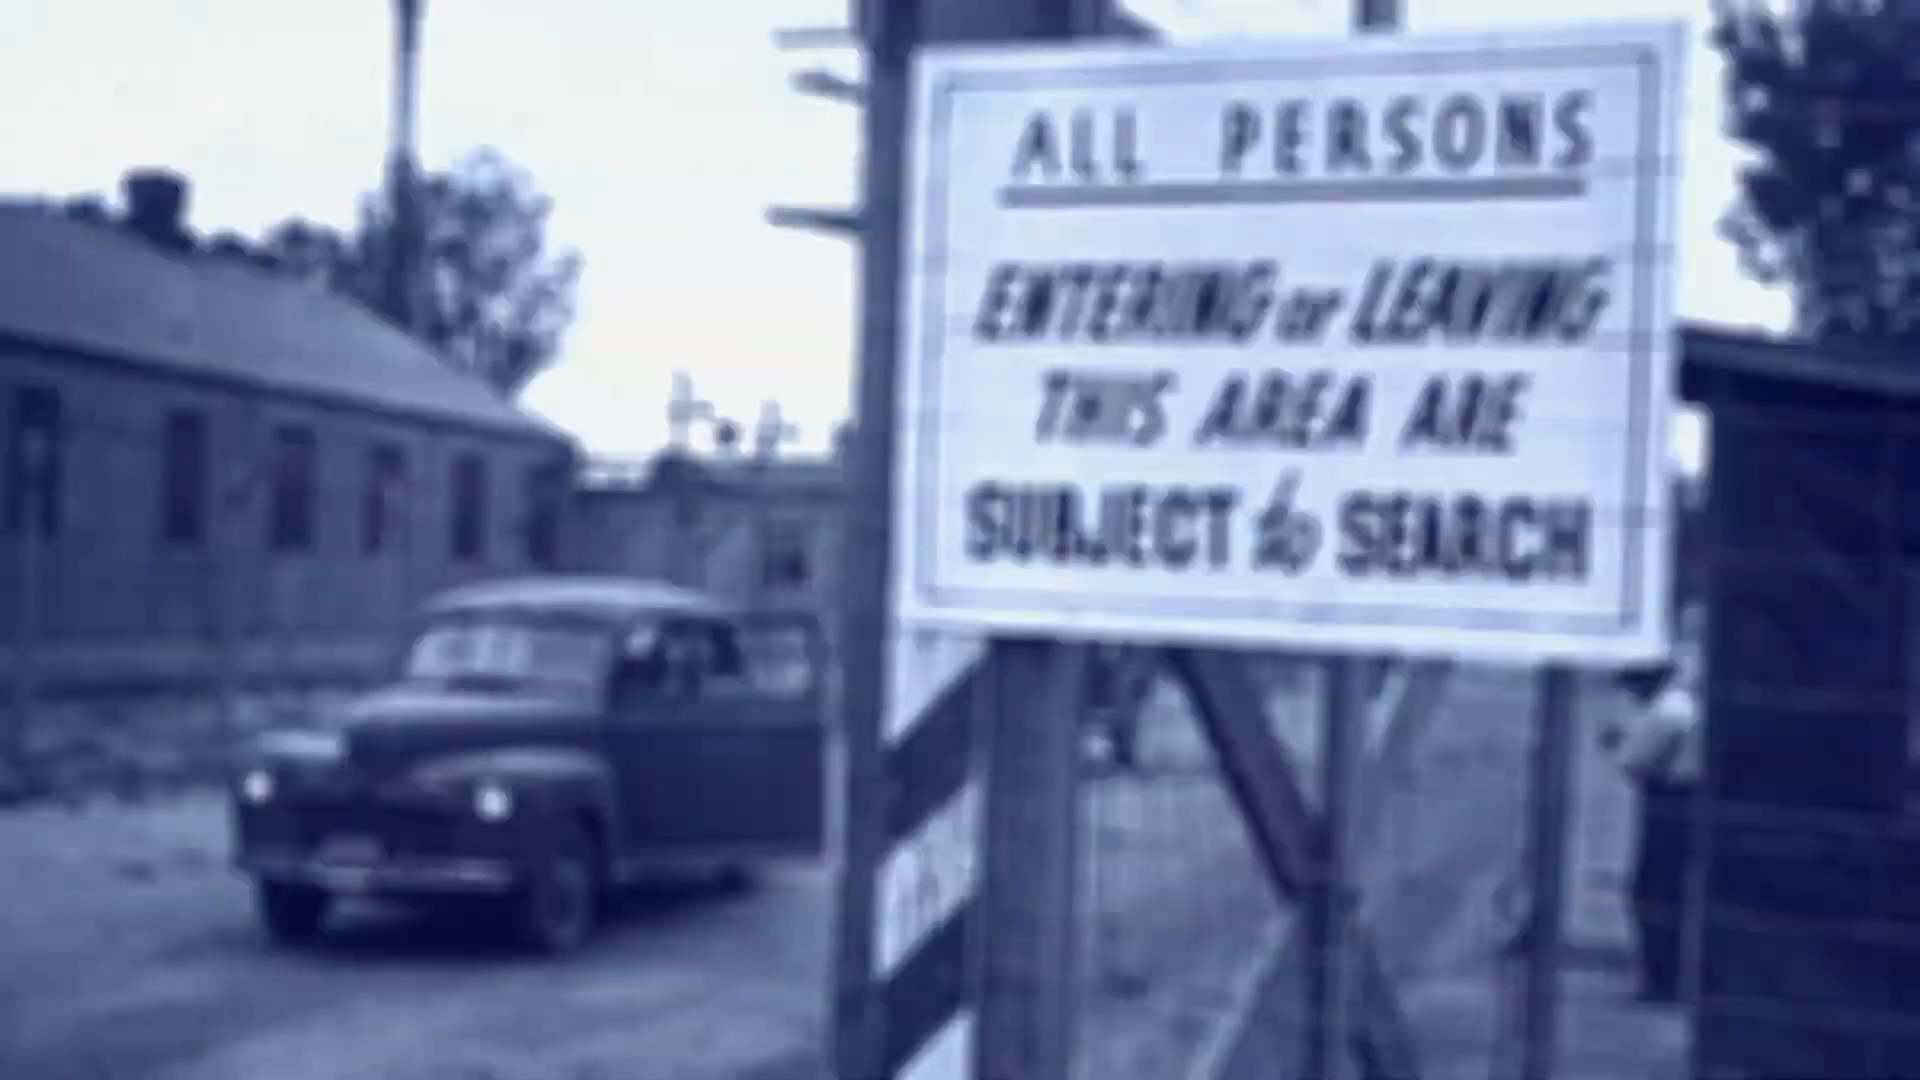 ALL PERSONS
ENTERING or LEAVING
THIS AREA ARE
SUBJECT to SEARCH